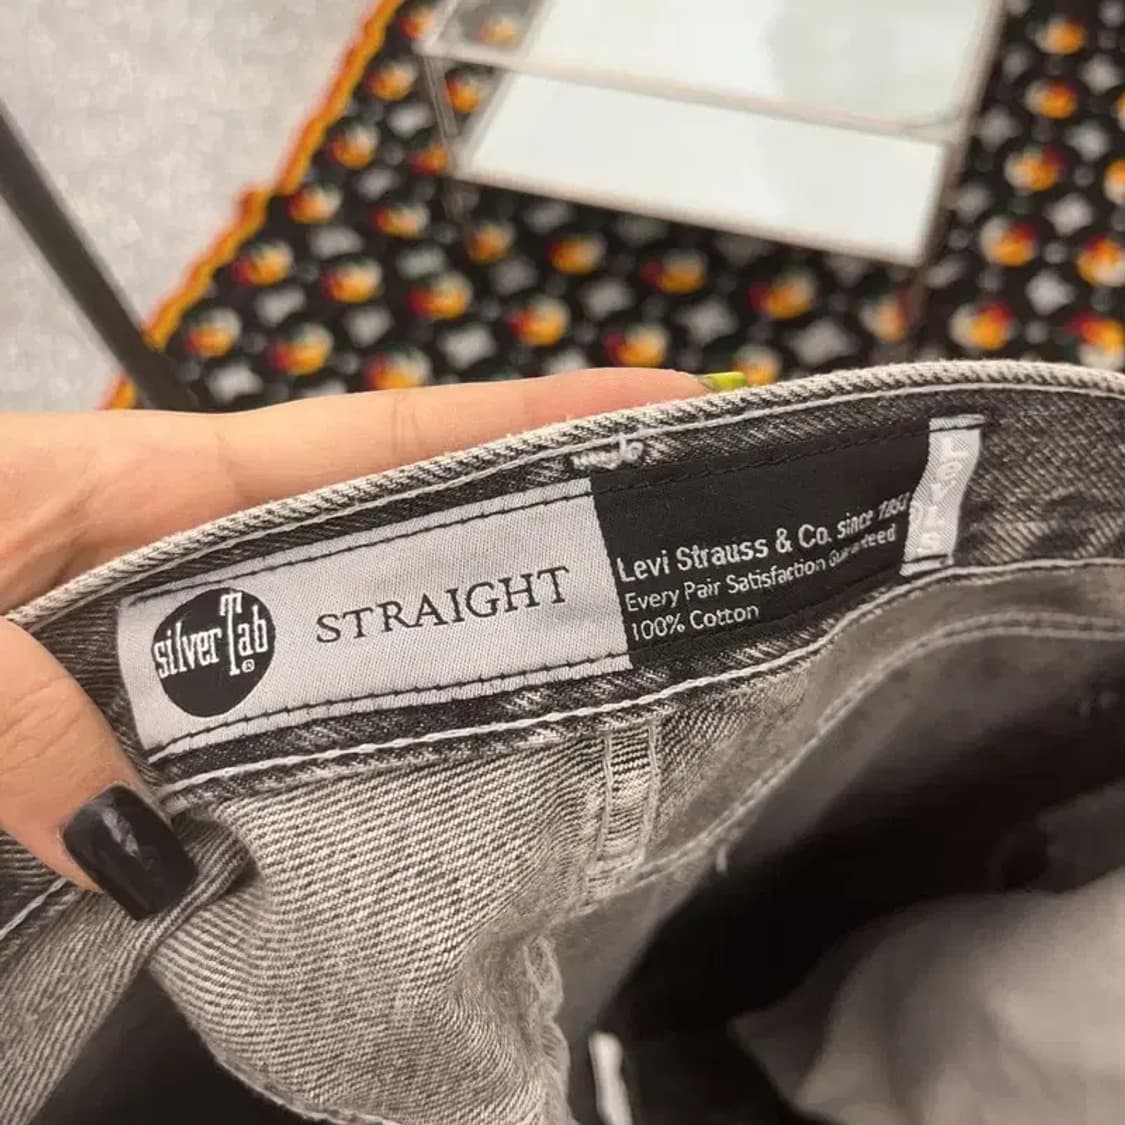 silverTab®
STRAIGHT
Levi Strauss & Co. since 1853
Every Pair Satisfaction Guaranteed
100% Cotton
LEVI'S